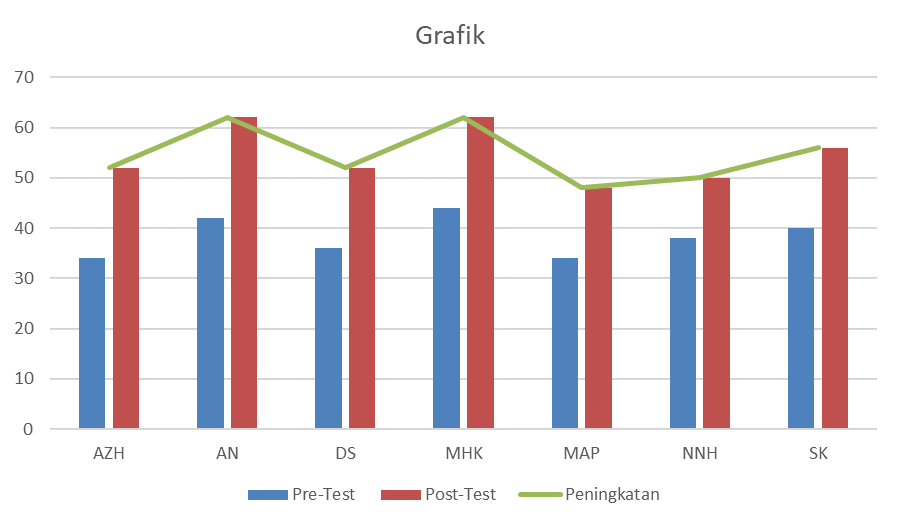 Grafik
70
60
50
40
30
20
10
0
AZH AN DS MHK MAP NNH SK
Pre-Test Post-Test Peningkatan